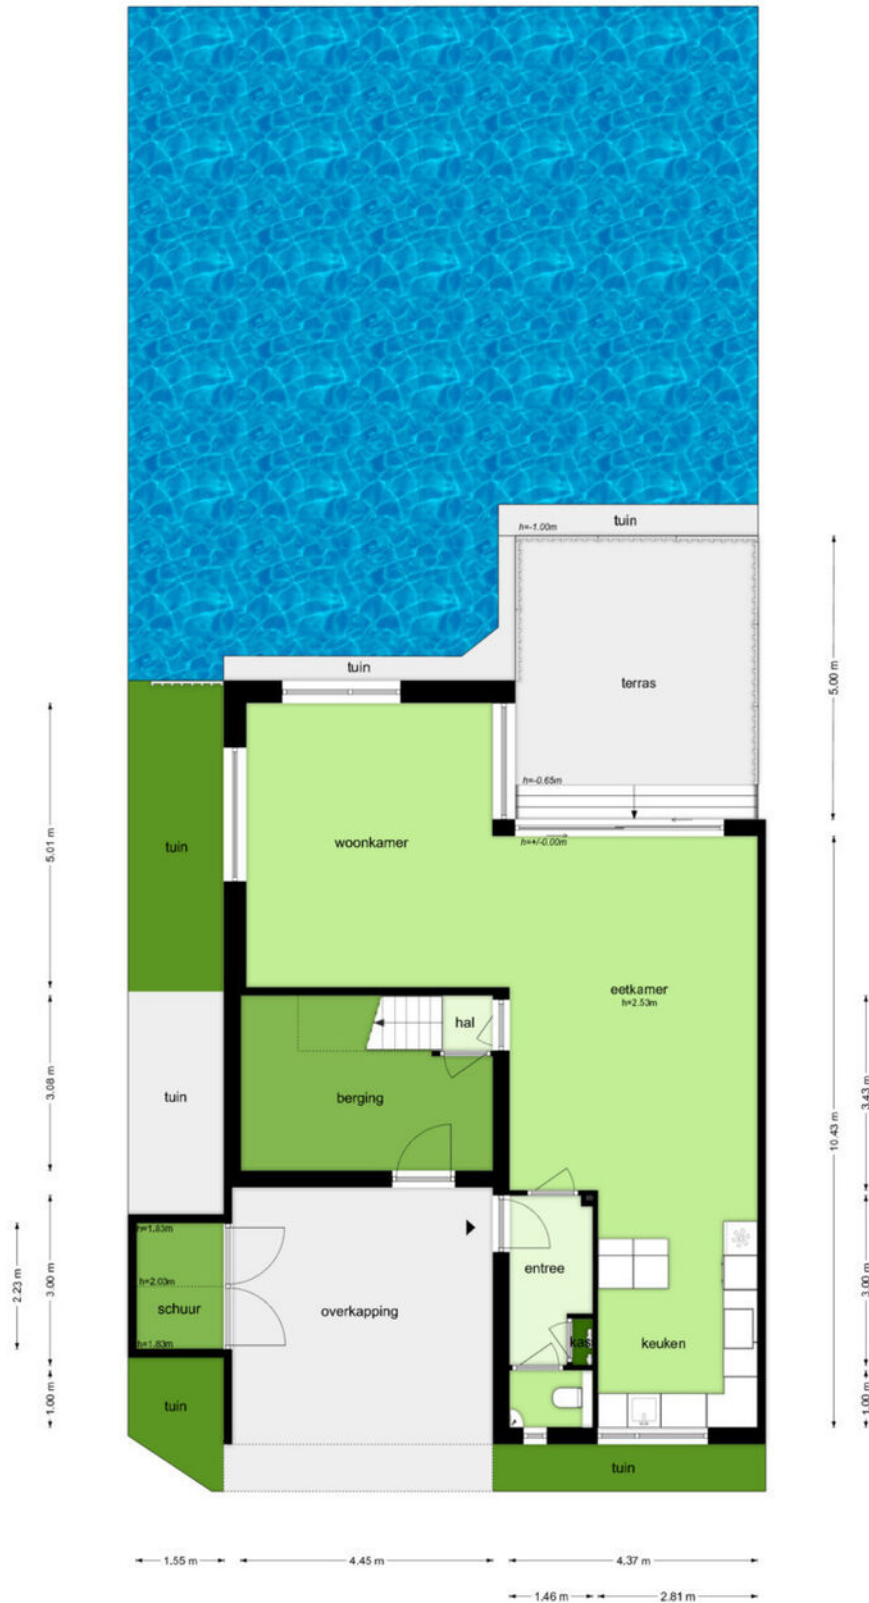 tuin
h=-1.00m
tuin
terras
5.00 m
h=-0.65m
h=+/-0.00m
5.01 m
tuin
woonkamer
eetkamer
h=2.53m
hal
3.08 m
tuin
berging
10.43 m
3.43 m
h=1.83m
entree
2.23 m
3.00 m
h=2.03m
schuur
overkapping
3.00 m
h=1.83m
kas
keuken
1.00 m
tuin
1.00 m
tuin
1.55 m
4.45 m
4.37 m
1.46 m
2.81 m